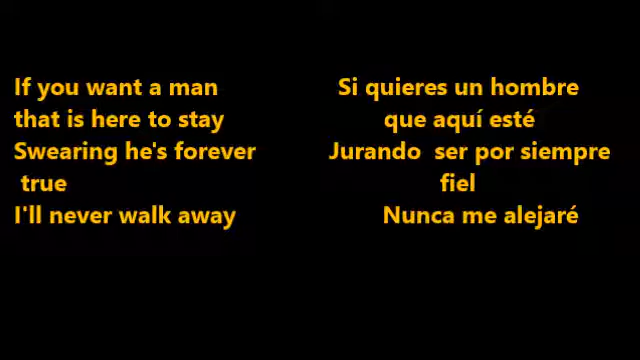 If you want a man
that is here to stay
Swearing he's forever
true
I'll never walk away
Si quieres un hombre
que aquí esté
Jurando ser por siempre
fiel
Nunca me alejaré